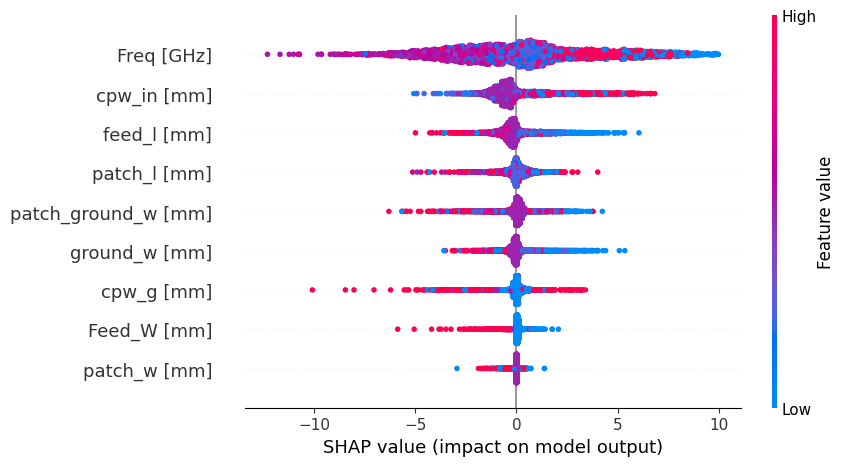 High
Freq [GHz]
cpw_in [mm]
feed_l [mm]
patch_l [mm]
patch_ground_w [mm]
ground_w [mm]
cpw_g [mm]
Feed_W [mm]
patch_w [mm]
Feature value
Low
−10 −5 0 5 10
SHAP value (impact on model output)